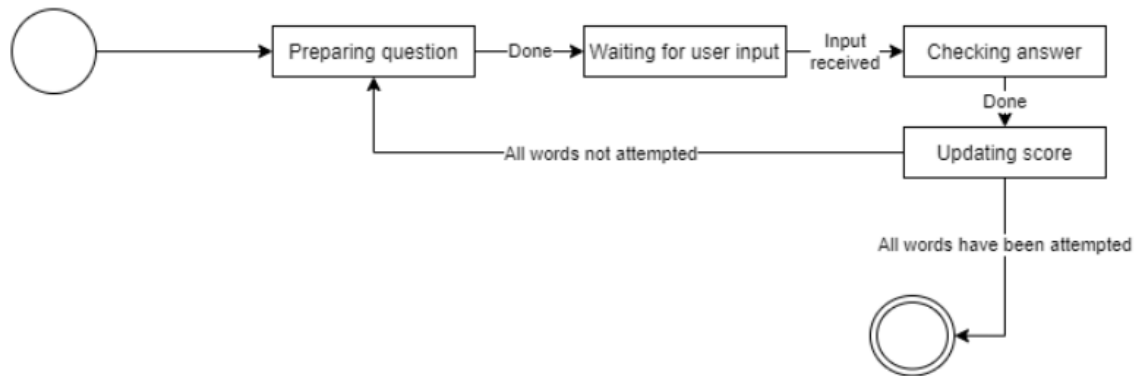 Preparing question
Done
Waiting for user input
Input
received
Checking answer
Done
All words not attempted
Updating score
All words have been attempted